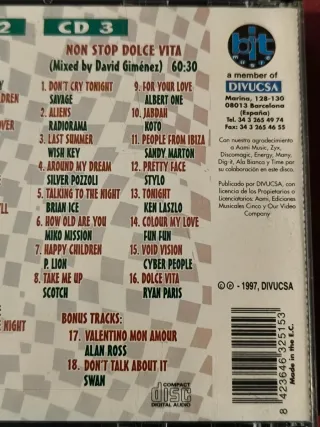 2
CD 3
NON STOP DOLCE VITA
(Mixed by David Giménez) 60:30
1. DON'T CRY TONIGHT
SAVAGE
2. ALIENS
RADIORAMA
3. LAST SUMMER
WISH KEY
4. AROUND MY DREAM
SILVER POZZOLI
5. TALKING TO THE NIGHT
BRIAN ICE
6. HOW OLD ARE YOU
MIKO MISSION
7. HAPPY CHILDREN
P. LION
8. TAKE ME UP
SCOTCH
9. FOR YOUR LOVE
ALBERT ONE
10. JABDAH
KOTO
11. PEOPLE FROM IBIZA
SANDY MARTON
12. PRETTY FACE
STYLO
13. TONIGHT
KEN LASZLO
14. COLOUR MY LOVE
FUN FUN
15. VOID VISION
CYBER PEOPLE
16. DOLCE VITA
RYAN PARIS
BONUS TRACKS:
17. VALENTINO MON AMOUR
ALAN ROSS
18. DON'T TALK ABOUT IT
SWAN
LDREN
OVER
LL
E NIGHT
bit
music
a member of
DIVUCSA
Marina, 128-130
08013 Barcelona
(España)
Tel. 34 3 265 49 74
Fax: 34 3 265 46 55
Con nuestro agradecimiento
a Aami Music, Zyx,
Discomagic, Energy, Many,
Dig-it, Ala Bianca y Time por
su colaboración en este disco.
Publicado por DIVUCSA, con
licencia de los Propietarios o
Licenciatarios: Aami, Ediciones
Musicales Cinco y Our Video
Company
© ℗ - 1997, DIVUCSA
COMPACT
disc
DIGITAL AUDIO
8 423646 325153
Made in the E.C.